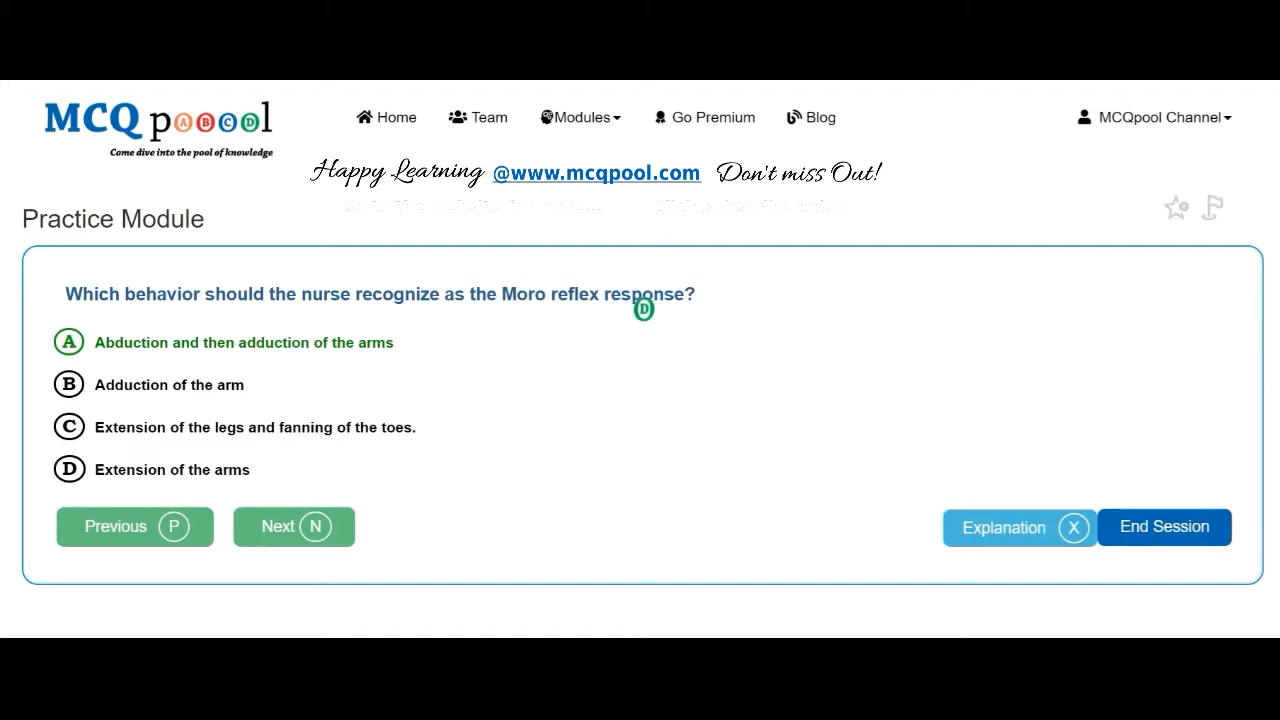 MCQ pooool
Come dive into the pool of knowledge
Home Team Modules Go Premium Blog MCQpool Channel
Happy Learning @www.mcqpool.com Don't miss Out!
Practice Module
Which behavior should the nurse recognize as the Moro reflex response?
D
A Abduction and then adduction of the arms
B Adduction of the arm
C Extension of the legs and fanning of the toes.
D Extension of the arms
Previous P Next N Explanation X End Session